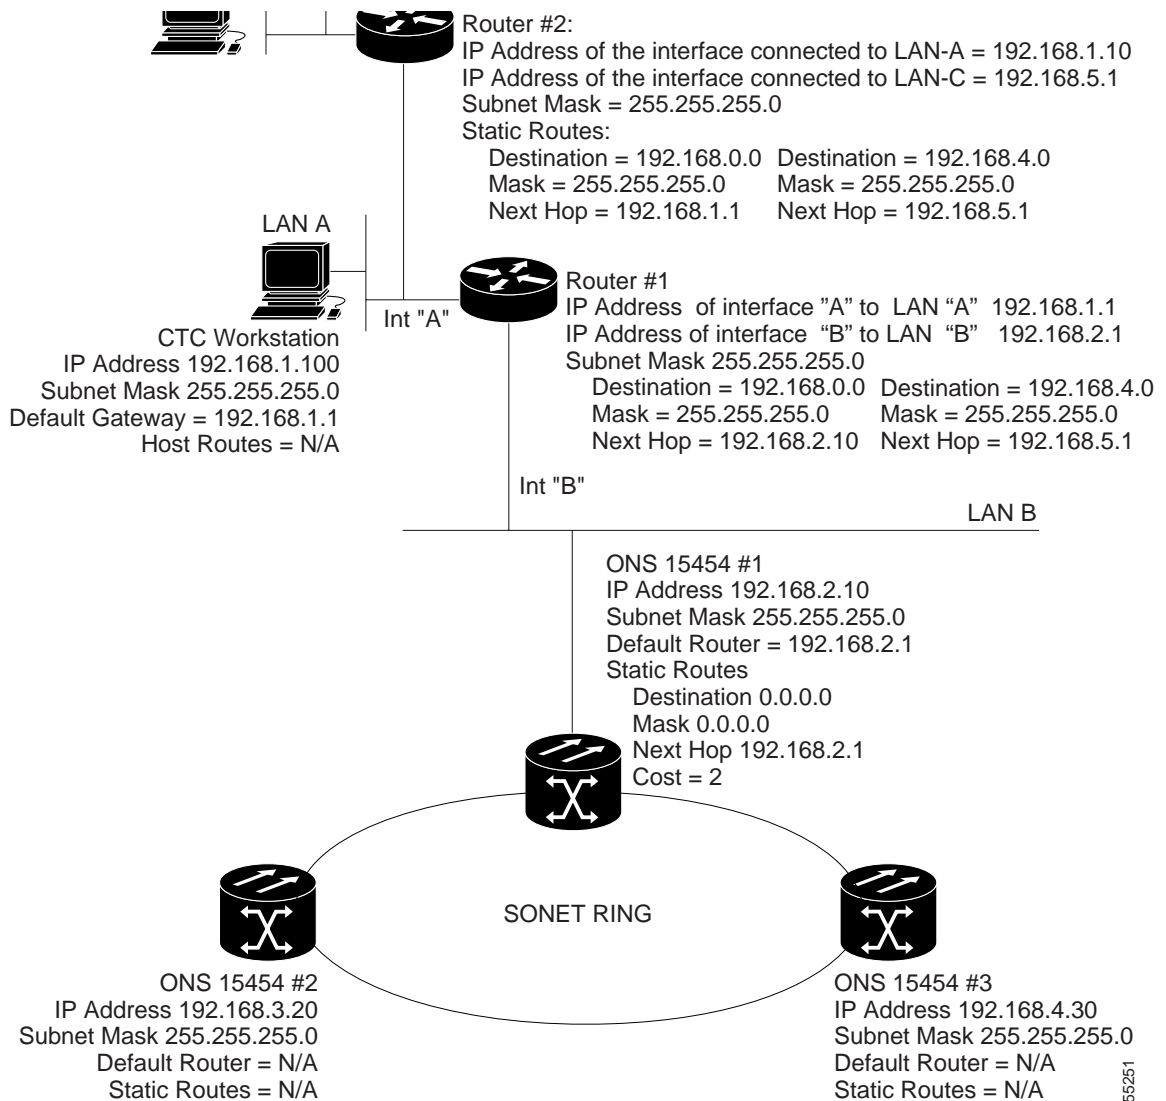 Router #2:
IP Address of the interface connected to LAN-A = 192.168.1.10
IP Address of the interface connected to LAN-C = 192.168.5.1
Subnet Mask = 255.255.255.0
Static Routes:
Destination = 192.168.0.0 Destination = 192.168.4.0
Mask = 255.255.255.0 Mask = 255.255.255.0
Next Hop = 192.168.1.1 Next Hop = 192.168.5.1
LAN A
Int "A"
CTC Workstation
IP Address 192.168.1.100
Subnet Mask 255.255.255.0
Default Gateway = 192.168.1.1
Host Routes = N/A
Router #1
IP Address of interface ”A” to LAN “A” 192.168.1.1
IP Address of interface “B” to LAN “B” 192.168.2.1
Subnet Mask 255.255.255.0
Destination = 192.168.0.0 Destination = 192.168.4.0
Mask = 255.255.255.0 Mask = 255.255.255.0
Next Hop = 192.168.2.10 Next Hop = 192.168.5.1
Int "B"
LAN B
ONS 15454 #1
IP Address 192.168.2.10
Subnet Mask 255.255.255.0
Default Router = 192.168.2.1
Static Routes
Destination 0.0.0.0
Mask 0.0.0.0
Next Hop 192.168.2.1
Cost = 2
SONET RING
ONS 15454 #2
IP Address 192.168.3.20
Subnet Mask 255.255.255.0
Default Router = N/A
Static Routes = N/A
ONS 15454 #3
IP Address 192.168.4.30
Subnet Mask 255.255.255.0
Default Router = N/A
Static Routes = N/A
55251